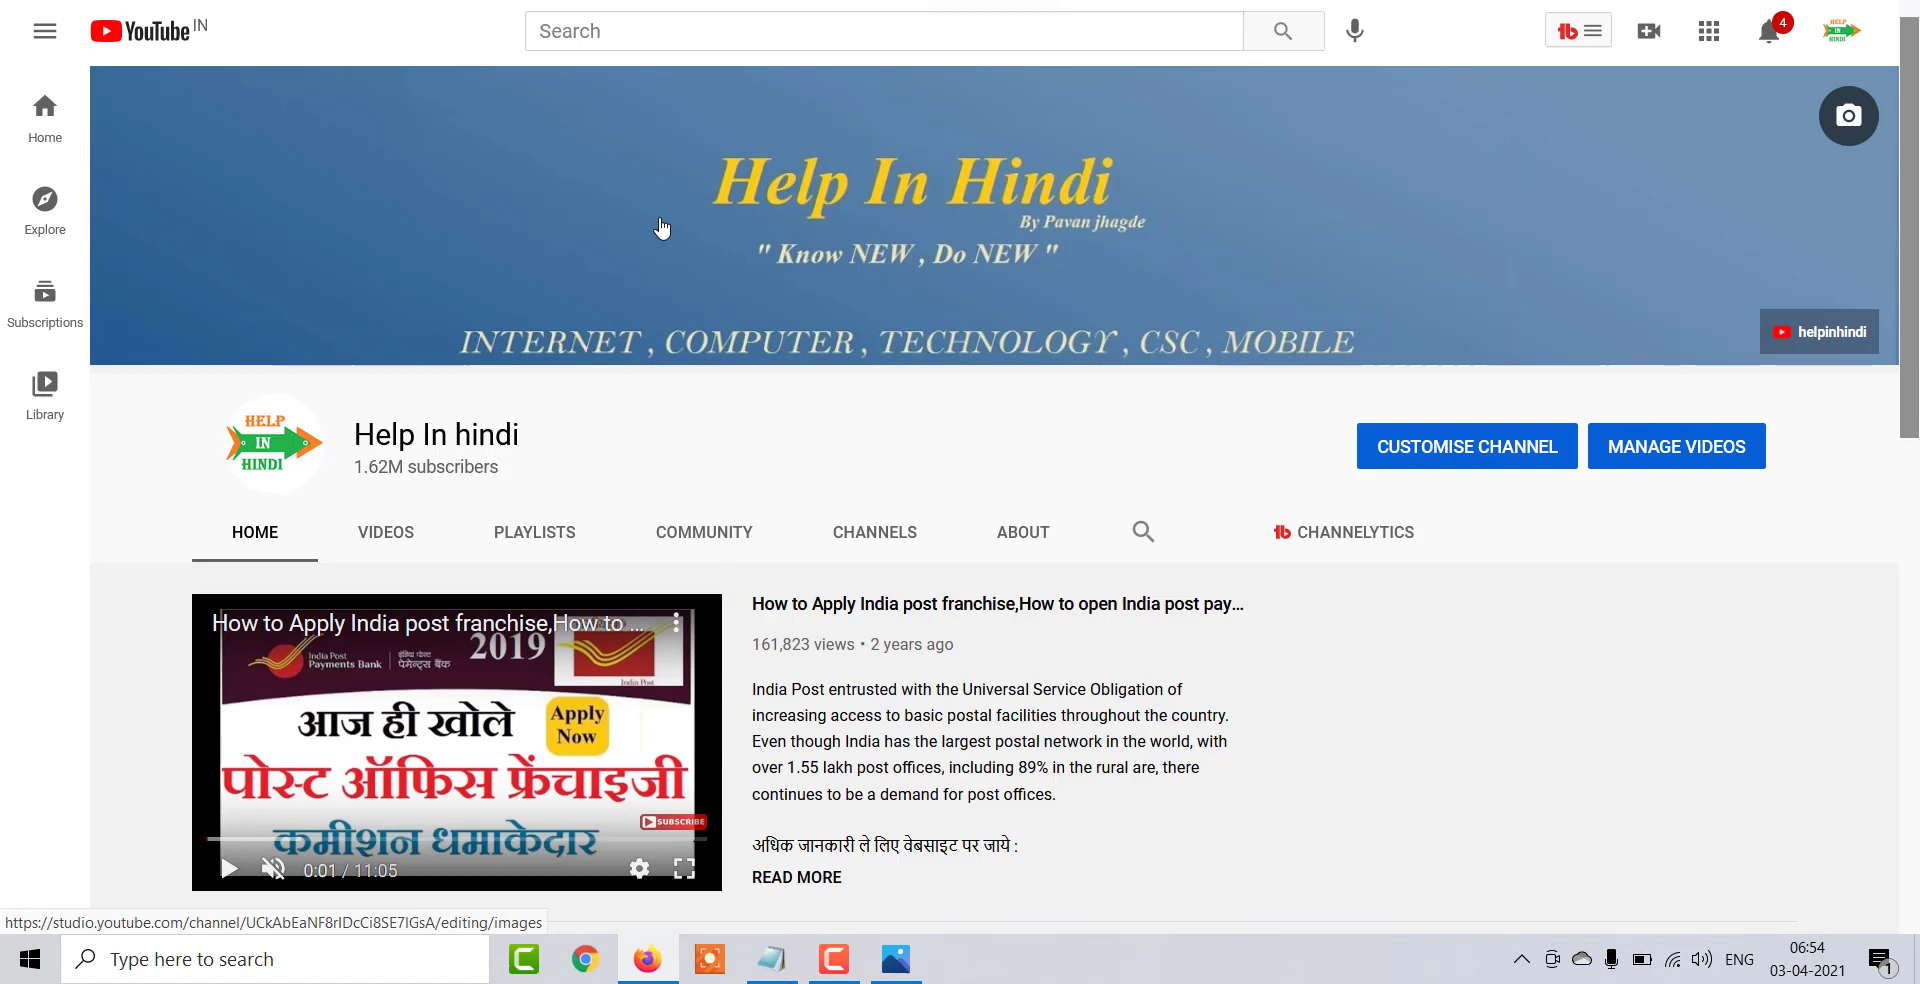 YouTube IN
Search
4
HELP
IN
HINDI
Home
Explore
Subscriptions
Library
Help In Hindi
By Pavan jhagde
" Know NEW , Do NEW "
INTERNET , COMPUTER , TECHNOLOGY , CSC , MOBILE
helpinhindi
HELP
IN
HINDI
Help In hindi
1.62M subscribers
CUSTOMISE CHANNEL
MANAGE VIDEOS
HOME
VIDEOS
PLAYLISTS
COMMUNITY
CHANNELS
ABOUT
CHANNELYTICS
How to Apply India post franchise,How to ...
India Post
Payments Bank
इंडिया पोस्ट
पेमेन्ट्स बैंक
2019
India Post
आज ही खोले
Apply
Now
पोस्ट ऑफिस फ्रेंचाइजी
SUBSCRIBE
कमीशन धमाकेदार
0:01 / 11:05
How to Apply India post franchise,How to open India post pay...
161,823 views • 2 years ago
India Post entrusted with the Universal Service Obligation of
increasing access to basic postal facilities throughout the country.
Even though India has the largest postal network in the world, with
over 1.55 lakh post offices, including 89% in the rural are, there
continues to be a demand for post offices.
अधिक जानकारी ले लिए वेबसाइट पर जाये :
READ MORE
https://studio.youtube.com/channel/UCkAbEaNF8rIDcCi8SE7IGsA/editing/images
Type here to search
ENG
06:54
03-04-2021
1